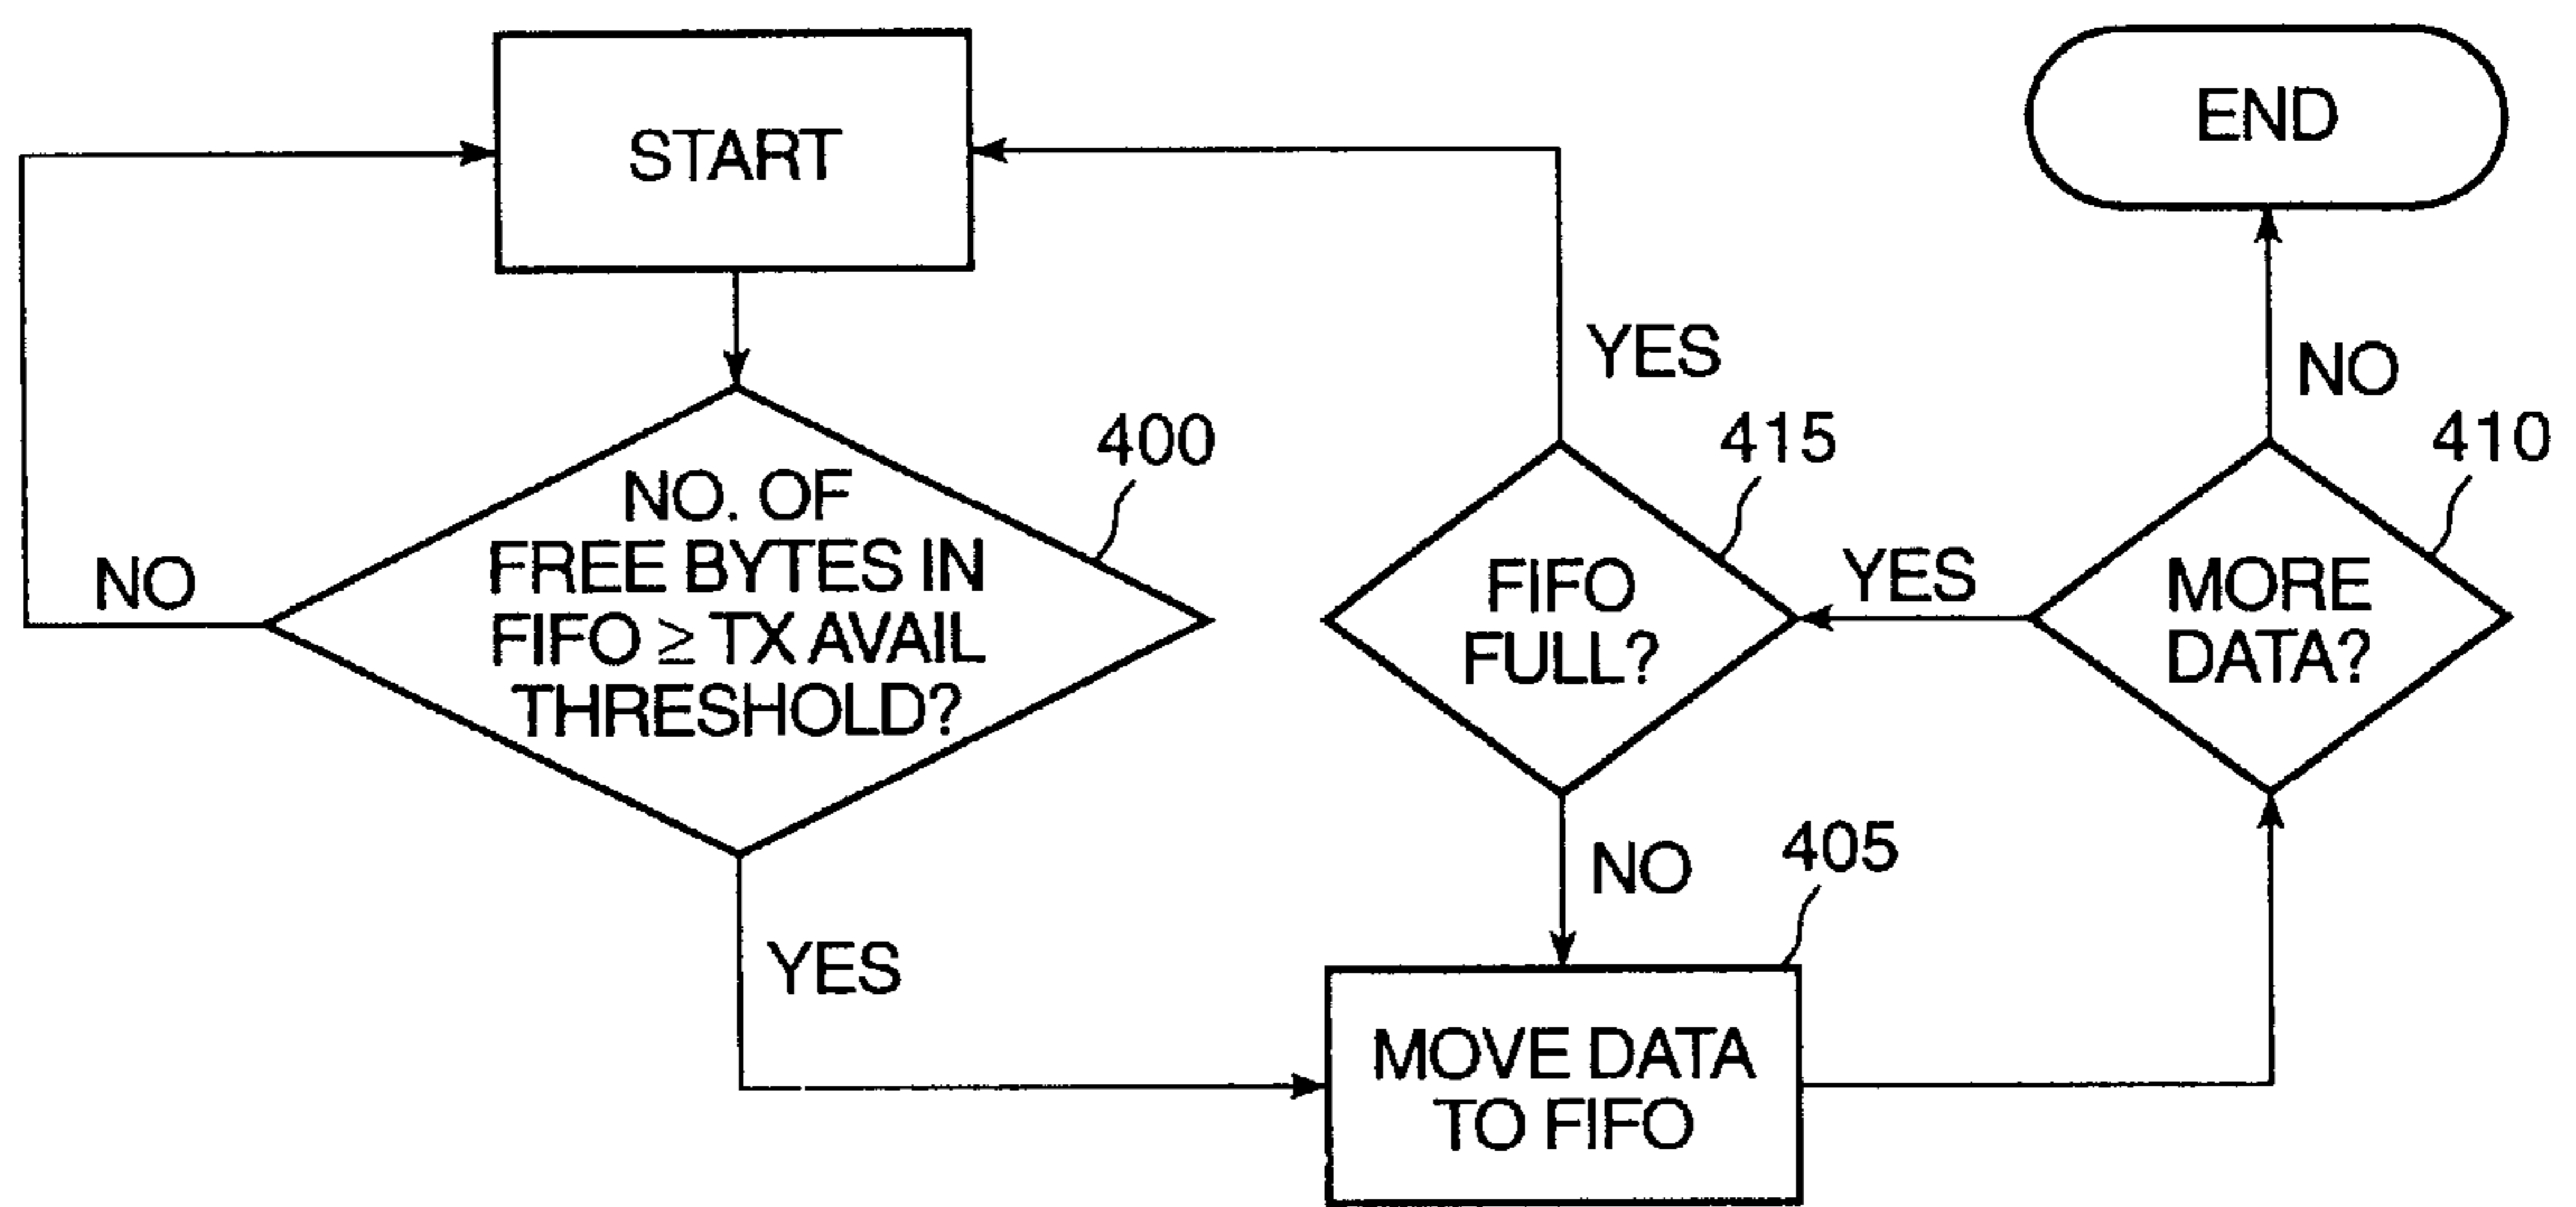 START
END
YES
NO
400
415
410
NO. OF
FREE BYTES IN
FIFO ≥ TX AVAIL
THRESHOLD?
NO
FIFO
FULL?
YES
MORE
DATA?
NO
405
YES
MOVE DATA
TO FIFO